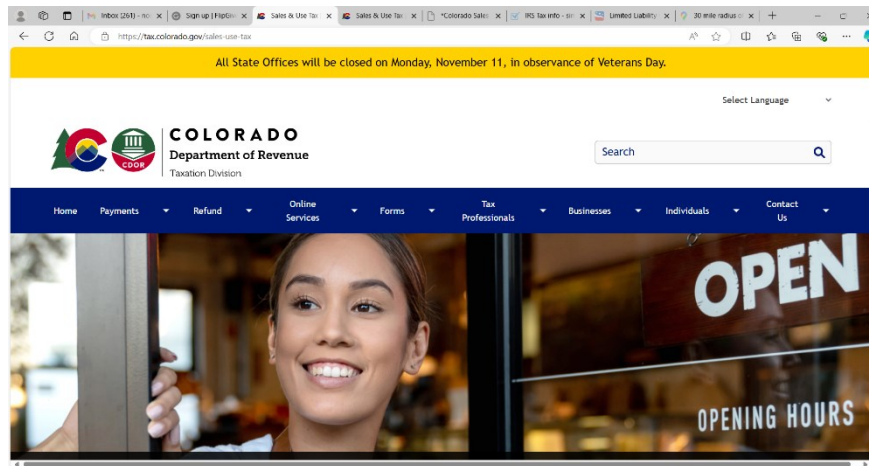 Inbox (261) - no
Sign up | FlipGi
Sales & Use Tax
Sales & Use Tax
*Colorado Sales
IRS Tax info - si
Limited Liability
30 mile radius o
https://tax.colorado.gov/sales-use-tax
All State Offices will be closed on Monday, November 11, in observance of Veterans Day.
Select Language
CDOR
COLORADO
Department of Revenue
Taxation Division
Search
Home
Payments
Refund
Online
Services
Forms
Tax
Professionals
Businesses
Individuals
Contact
Us
OPEN
OPENING HOURS